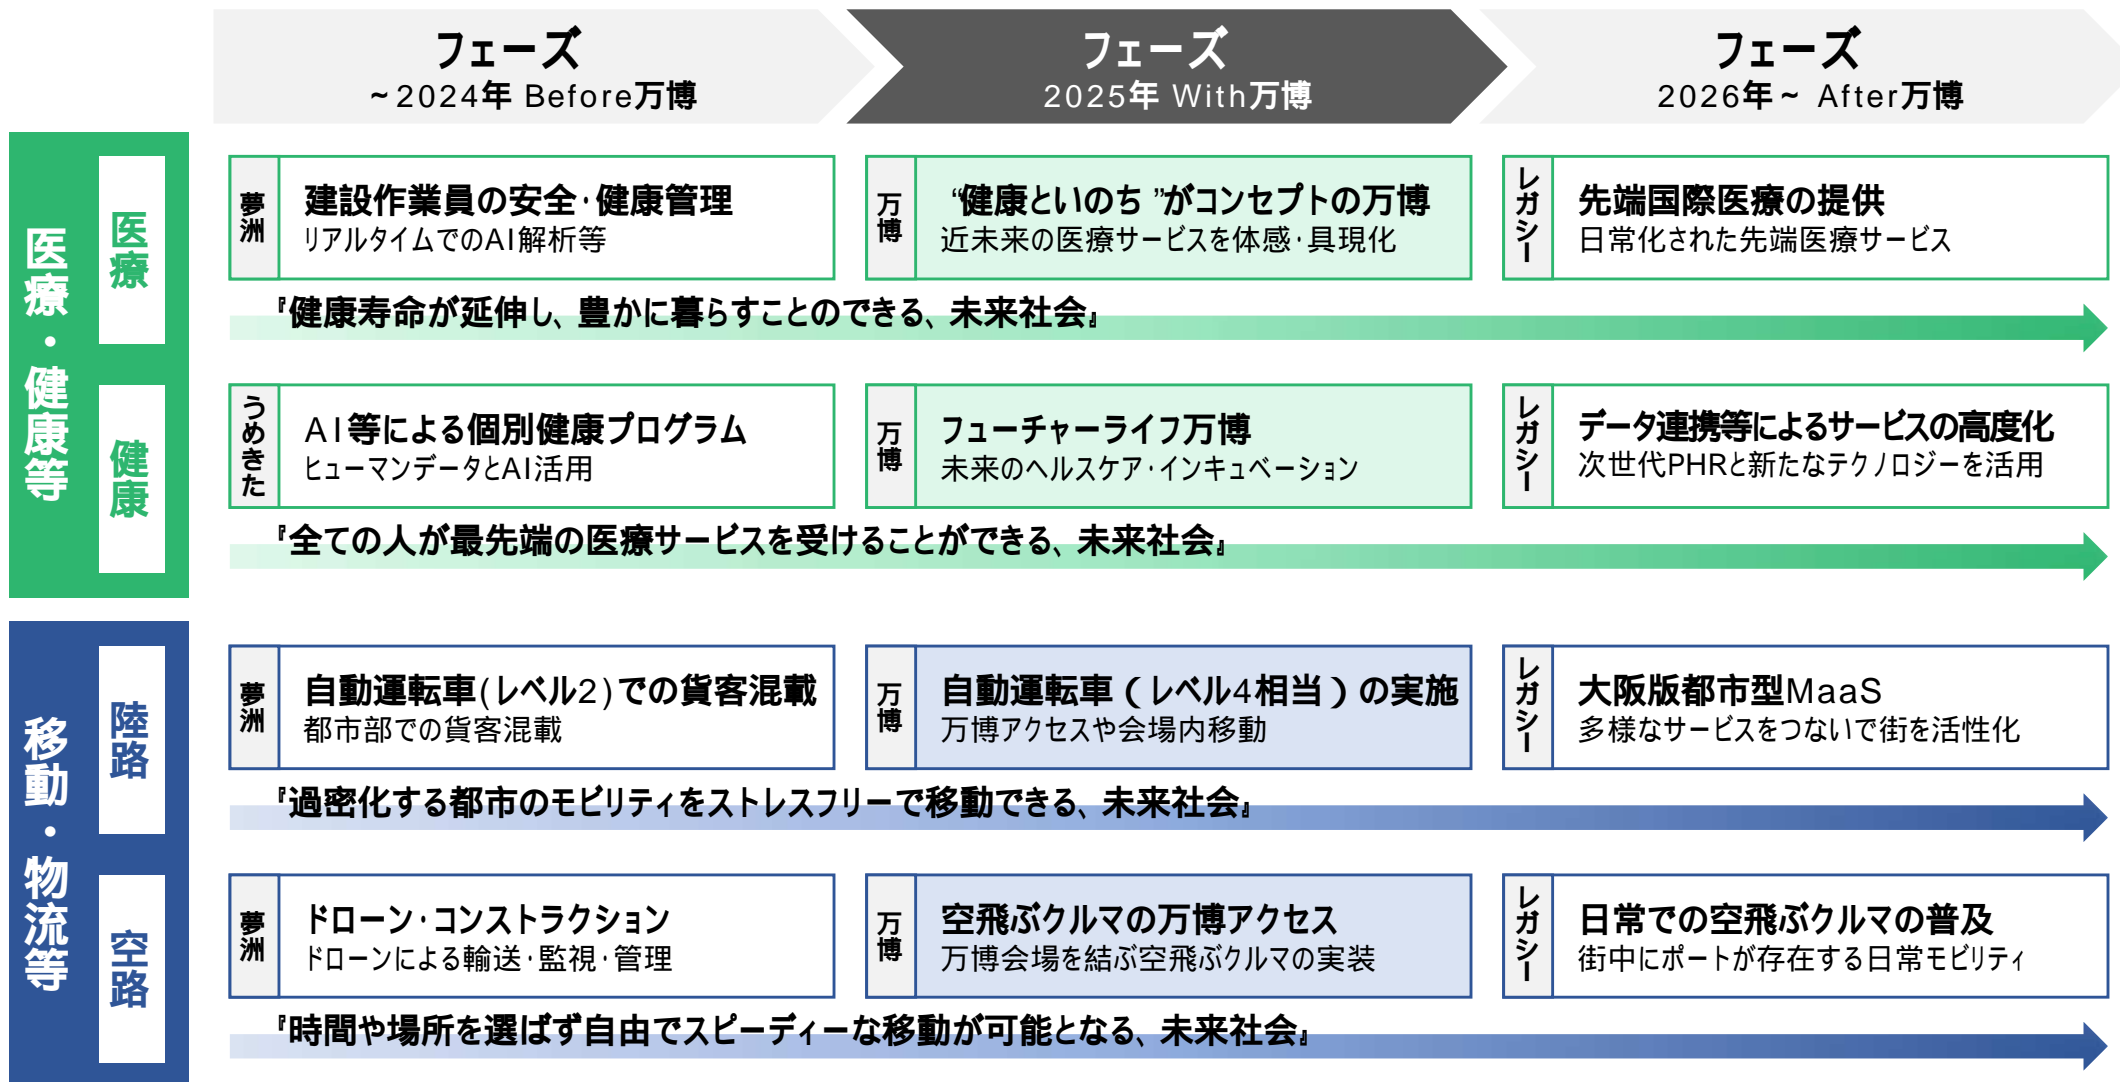 フェーズ
~2024年 Before万博
フェーズ
2025年 With万博
フェーズ
2026年~ After万博
医療・健康等
医療
夢洲
建設作業員の安全・健康管理
リアルタイムでのAI解析等
万博
“健康といのち”がコンセプトの万博
近未来の医療サービスを体感・具現化
レガシー
先端国際医療の提供
日常化された先端医療サービス
『健康寿命が延伸し、豊かに暮らすことのできる、未来社会』
健康
うめきた
AI等による個別健康プログラム
ヒューマンデータとAI活用
万博
フューチャーライフ万博
未来のヘルスケア・インキュベーション
レガシー
データ連携等によるサービスの高度化
次世代PHRと新たなテクノロジーを活用
『全ての人が最先端の医療サービスを受けることができる、未来社会』
移動・物流等
陸路
夢洲
自動運転車(レベル2)での貨客混載
都市部での貨客混載
万博
自動運転車(レベル4相当)の実施
万博アクセスや会場内移動
レガシー
大阪版都市型MaaS
多様なサービスをつないで街を活性化
『過密化する都市のモビリティをストレスフリーで移動できる、未来社会』
空路
夢洲
ドローン・コンストラクション
ドローンによる輸送・監視・管理
万博
空飛ぶクルマの万博アクセス
万博会場を結ぶ空飛ぶクルマの実装
レガシー
日常での空飛ぶクルマの普及
街中にポートが存在する日常モビリティ
『時間や場所を選ばず自由でスピーディーな移動が可能となる、未来社会』